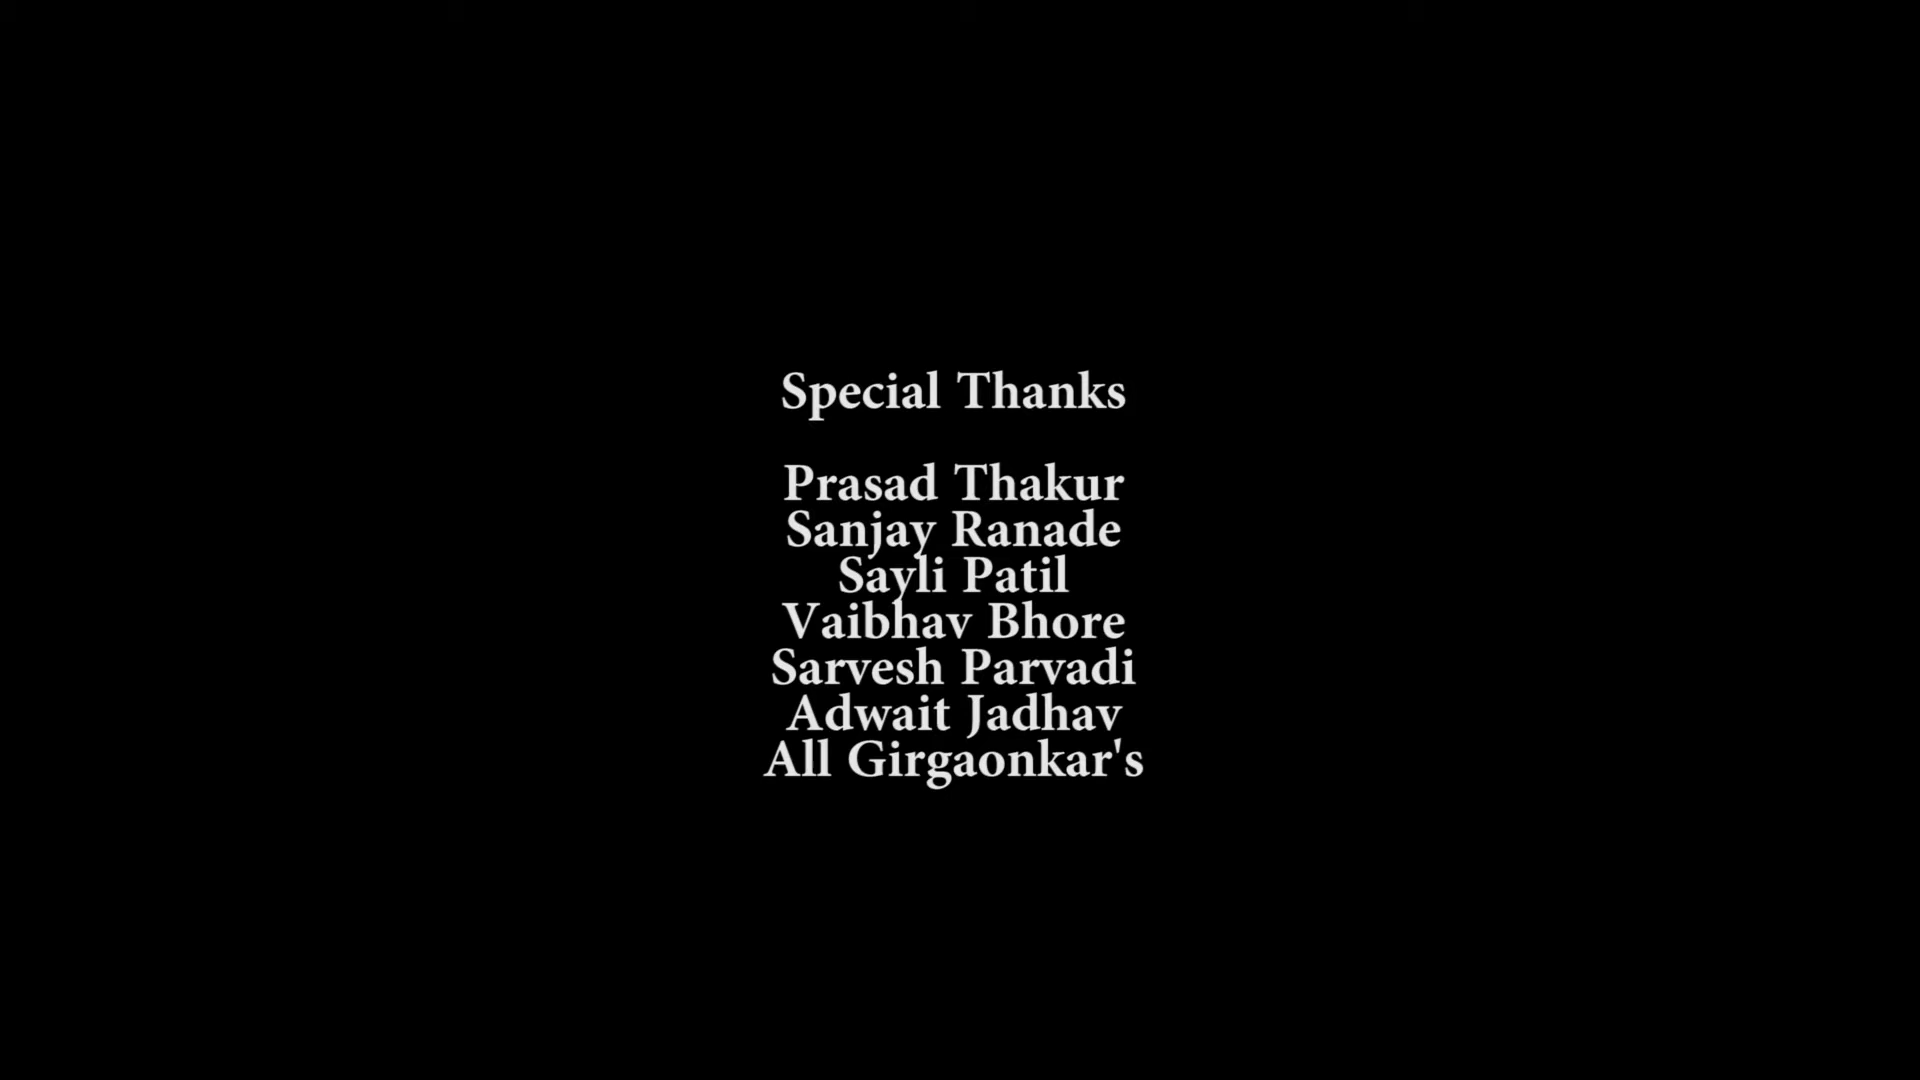 Special Thanks
Prasad Thakur
Sanjay Ranade
Sayli Patil
Vaibhav Bhore
Sarvesh Parvadi
Adwait Jadhav
All Girgaonkar's